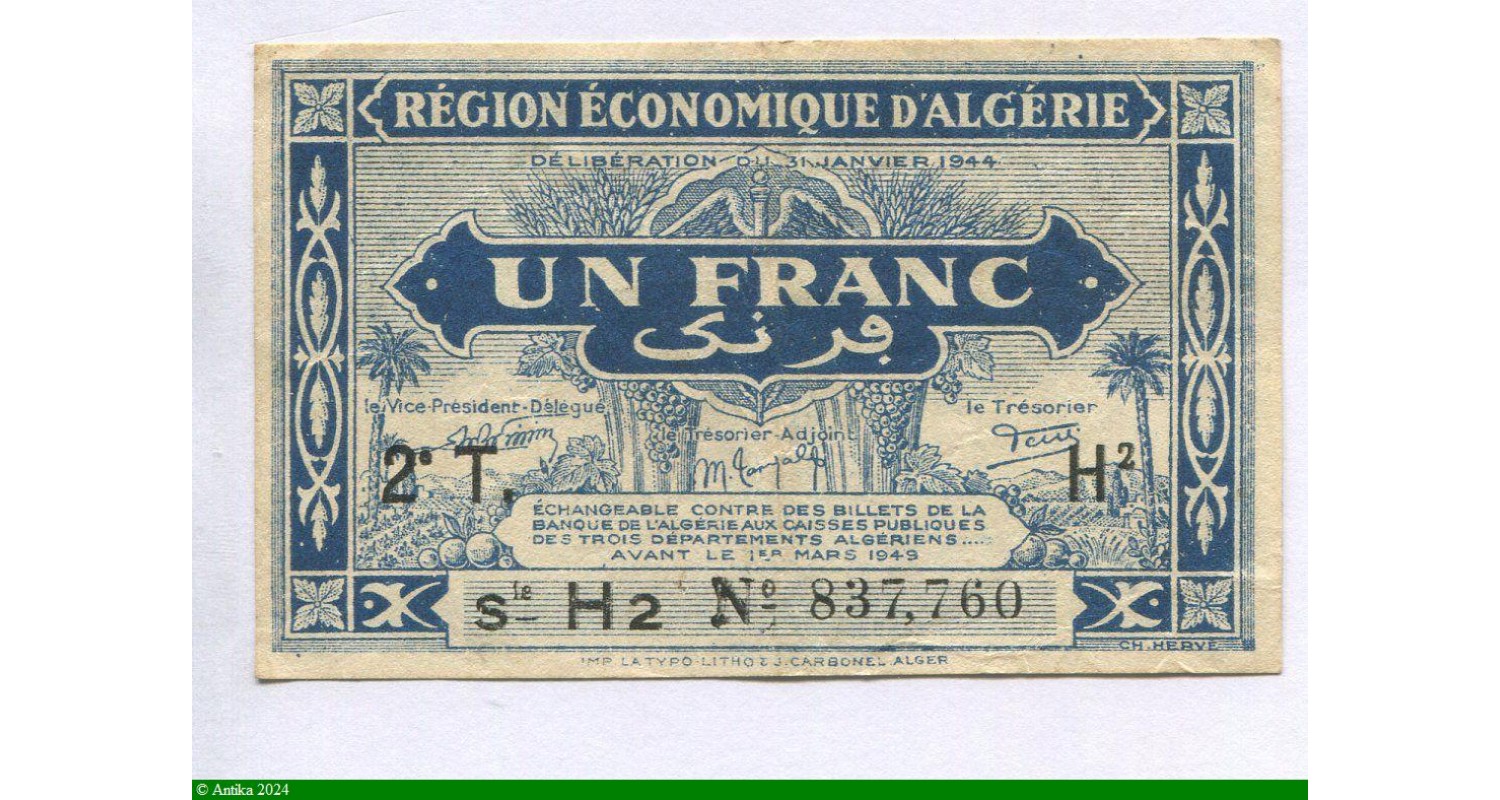 RÉGION ÉCONOMIQUE D'ALGÉRIE
DÉLIBÉRATION DU 31 JANVIER 1944
UN FRANC
فرنك
le Vice-Président-Délégué
le Trésorier
le Trésorier-Adjoint
2e T.
H2
ÉCHANGEABLE CONTRE DES BILLETS DE LA
BANQUE DE L'ALGÉRIE AUX CAISSES PUBLIQUES
DES TROIS DÉPARTEMENTS ALGÉRIENS.....
AVANT LE 1ER MARS 1949
Sie H2 No 837,760
CH. HERVÉ
IMP. LA TYPO-LITHO & J. CARBONEL ALGER
© Antika 2024